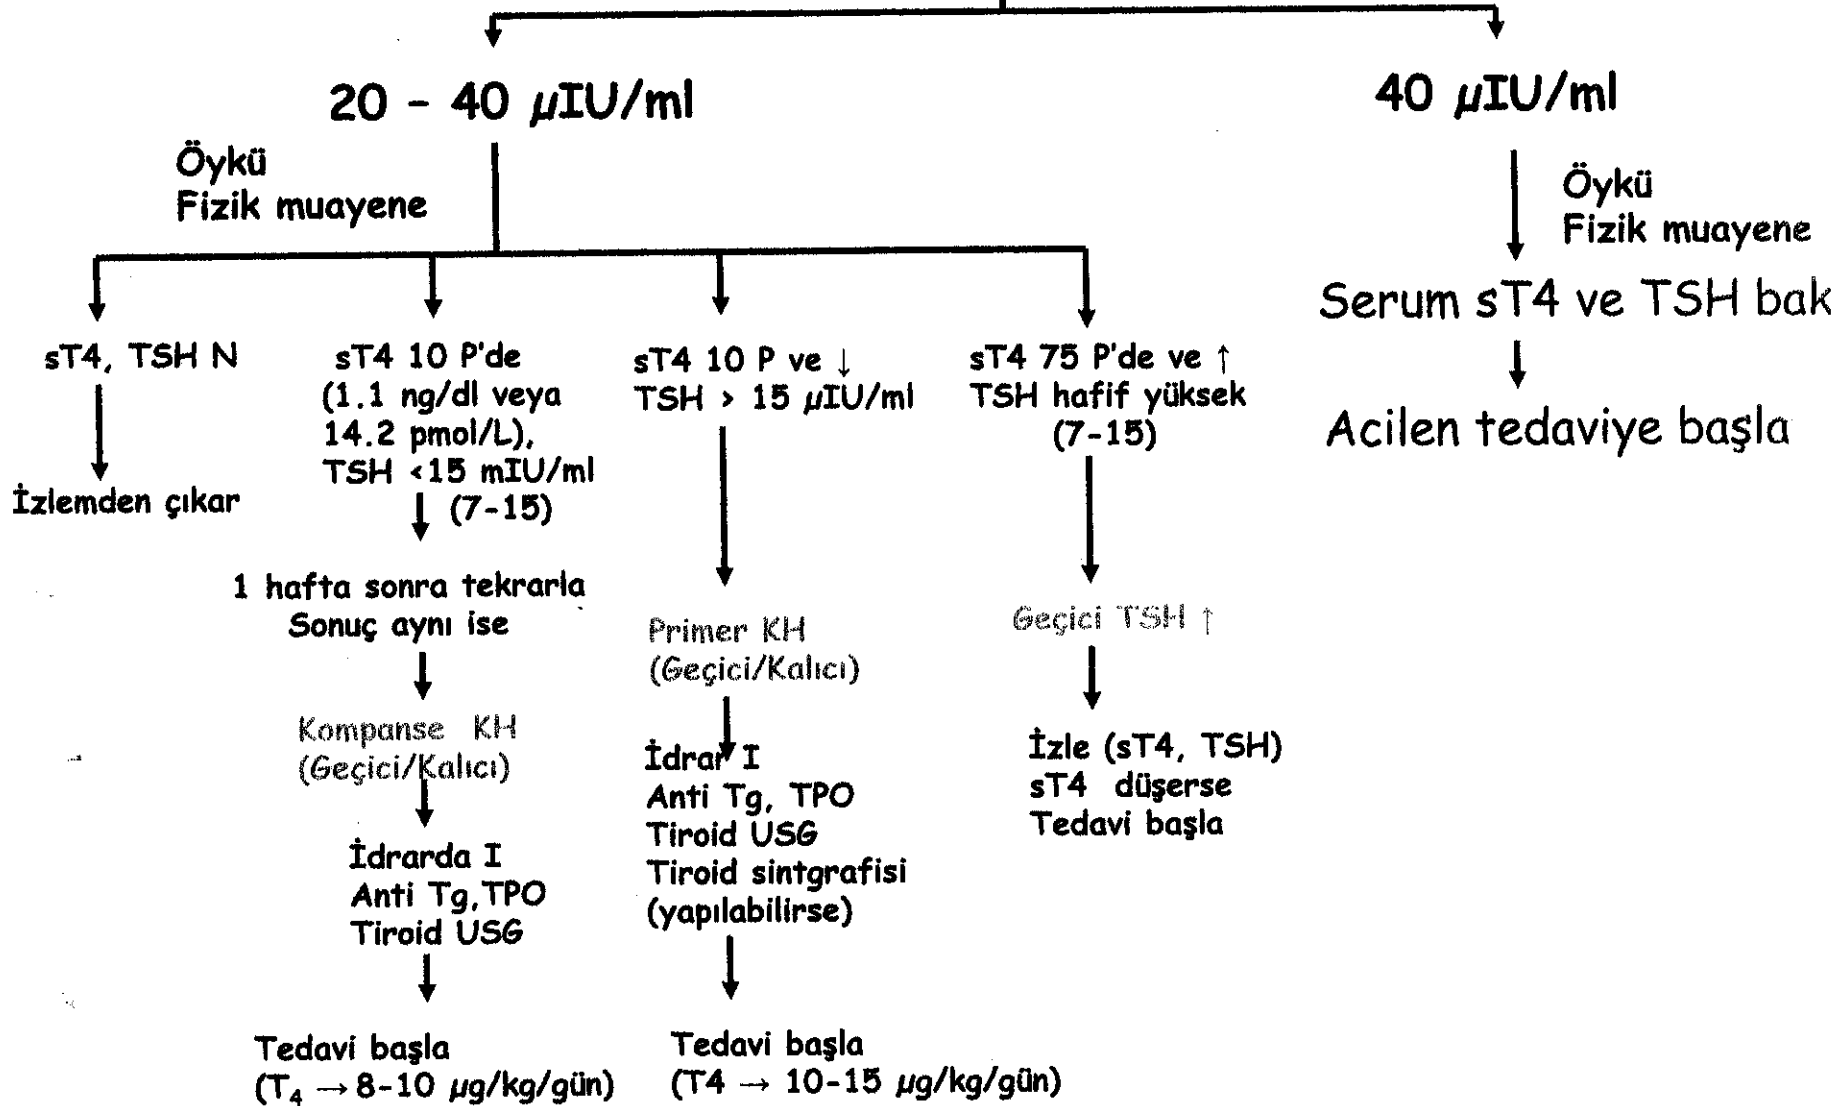 20 - 40 µIU/ml
Öykü
Fizik muayene
sT4, TSH N
İzlemden çıkar
sT4 10 P'de
(1.1 ng/dl veya
14.2 pmol/L),
TSH <15 mIU/ml
(7-15)
1 hafta sonra tekrarla
Sonuç aynı ise
Kompanse KH
(Geçici/Kalıcı)
İdrarda I
Anti Tg,TPO
Tiroid USG
Tedavi başla
(T₄ → 8-10 µg/kg/gün)
sT4 10 P ve ↓
TSH > 15 µIU/ml
Primer KH
(Geçici/Kalıcı)
İdrar I
Anti Tg, TPO
Tiroid USG
Tiroid sintgrafisi
(yapılabilirse)
Tedavi başla
(T4 → 10-15 µg/kg/gün)
sT4 75 P'de ve ↑
TSH hafif yüksek
(7-15)
Geçici TSH ↑
İzle (sT4, TSH)
sT4 düşerse
Tedavi başla
40 µIU/ml
Öykü
Fizik muayene
Serum sT4 ve TSH bak
Acilen tedaviye başla